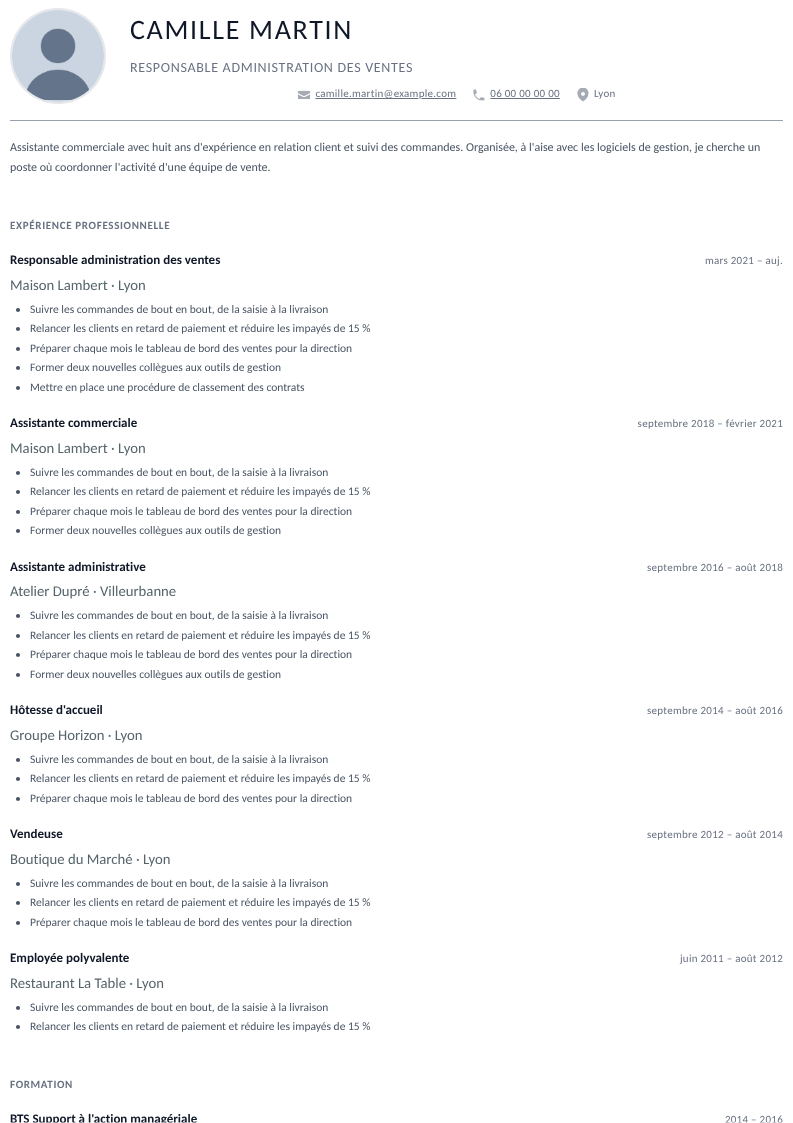 CAMILLE MARTIN
RESPONSABLE ADMINISTRATION DES VENTES
camille.martin@example.com 06 00 00 00 00 Lyon
Assistante commerciale avec huit ans d'expérience en relation client et suivi des commandes. Organisée, à l'aise avec les logiciels de gestion, je cherche un
poste où coordonner l'activité d'une équipe de vente.
EXPÉRIENCE PROFESSIONNELLE
Responsable administration des ventes mars 2021 – auj.
Maison Lambert · Lyon
• Suivre les commandes de bout en bout, de la saisie à la livraison
• Relancer les clients en retard de paiement et réduire les impayés de 15 %
• Préparer chaque mois le tableau de bord des ventes pour la direction
• Former deux nouvelles collègues aux outils de gestion
• Mettre en place une procédure de classement des contrats
Assistante commerciale septembre 2018 – février 2021
Maison Lambert · Lyon
• Suivre les commandes de bout en bout, de la saisie à la livraison
• Relancer les clients en retard de paiement et réduire les impayés de 15 %
• Préparer chaque mois le tableau de bord des ventes pour la direction
• Former deux nouvelles collègues aux outils de gestion
Assistante administrative septembre 2016 – août 2018
Atelier Dupré · Villeurbanne
• Suivre les commandes de bout en bout, de la saisie à la livraison
• Relancer les clients en retard de paiement et réduire les impayés de 15 %
• Préparer chaque mois le tableau de bord des ventes pour la direction
• Former deux nouvelles collègues aux outils de gestion
Hôtesse d'accueil septembre 2014 – août 2016
Groupe Horizon · Lyon
• Suivre les commandes de bout en bout, de la saisie à la livraison
• Relancer les clients en retard de paiement et réduire les impayés de 15 %
• Préparer chaque mois le tableau de bord des ventes pour la direction
Vendeuse septembre 2012 – août 2014
Boutique du Marché · Lyon
• Suivre les commandes de bout en bout, de la saisie à la livraison
• Relancer les clients en retard de paiement et réduire les impayés de 15 %
• Préparer chaque mois le tableau de bord des ventes pour la direction
Employée polyvalente juin 2011 – août 2012
Restaurant La Table · Lyon
• Suivre les commandes de bout en bout, de la saisie à la livraison
• Relancer les clients en retard de paiement et réduire les impayés de 15 %
FORMATION
BTS Support à l'action managériale 2014 – 2016